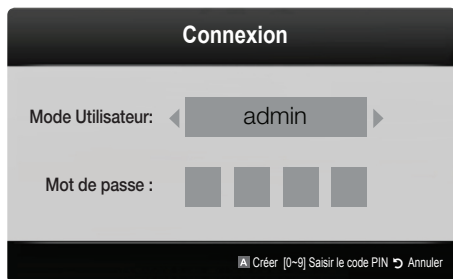 Connexion
Mode Utilisateur: admin
Mot de passe :
A Créer [0~9] Saisir le code PIN Annuler